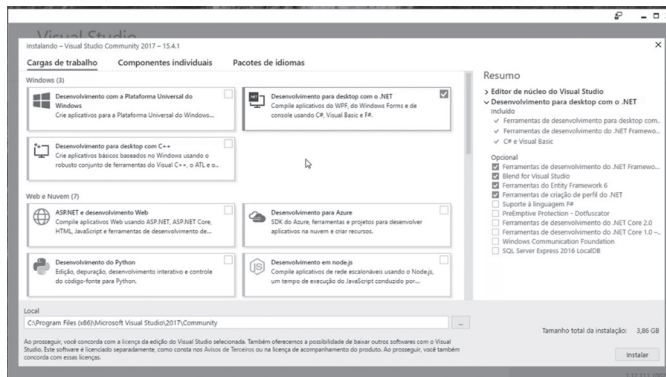 Visual Studio
Instalando – Visual Studio Community 2017 – 15.4.1
Cargas de trabalho Componentes individuais Pacotes de idiomas
Windows (3)
Desenvolvimento com a Plataforma Universal do Windows
Crie aplicativos para a Plataforma Universal do Windows...
Desenvolvimento para desktop com o .NET
Compile aplicativos do WPF, do Windows Forms e de
console usando C#, Visual Basic e F#.
Desenvolvimento para desktop com C++
Crie aplicativos básicos baseados no Windows usando o
robusto conjunto de ferramentas do Visual C++, o ATL e o...
Web e Nuvem (7)
ASP.NET e desenvolvimento Web
Compile aplicativos Web usando ASP.NET, ASP.NET Core,
HTML, JavaScript e ferramentas de desenvolvimento de...
Desenvolvimento para Azure
SDK do Azure, ferramentas e projetos para desenvolver
aplicativos na nuvem e criar recursos.
Desenvolvimento do Python
Edição, depuração, desenvolvimento interativo e controle
do código-fonte para Python.
Desenvolvimento em node.js
Compile aplicativos de rede escalonáveis usando o Node.js,
um tempo de execução do JavaScript conduzido por...
Resumo
Editor de núcleo do Visual Studio
Desenvolvimento para desktop com o .NET
Incluído
Ferramentas de desenvolvimento para desktop com..
Ferramentas de desenvolvimento do .NET Framewo...
C# e Visual Basic
Opcional
Ferramentas de desenvolvimento do .NET Framewo...
Blend for Visual Studio
Ferramentas do Entity Framework 6
Ferramentas de criação de perfil do .NET
Suporte à linguagem F#
PreEmptive Protection - Dotfuscator
Ferramentas de desenvolvimento do .NET Core 2.0
Ferramentas de desenvolvimento do .NET Core 1.0 –..
Windows Communication Foundation
SQL Server Express 2016 LocalDB
Local
C:\Program Files (x86)\Microsoft Visual Studio\2017\Community
...
Ao prosseguir, você concorda com a licença da edição do Visual Studio selecionada. Também oferecemos a possibilidade de baixar outros softwares com o Visual
Studio. Este software é licenciado separadamente, como consta nos Avisos de Terceiros ou na licença de acompanhamento do produto. Ao prosseguir, você também
concorda com essas licenças.
Tamanho total da instalação: 3,86 GB
Instalar